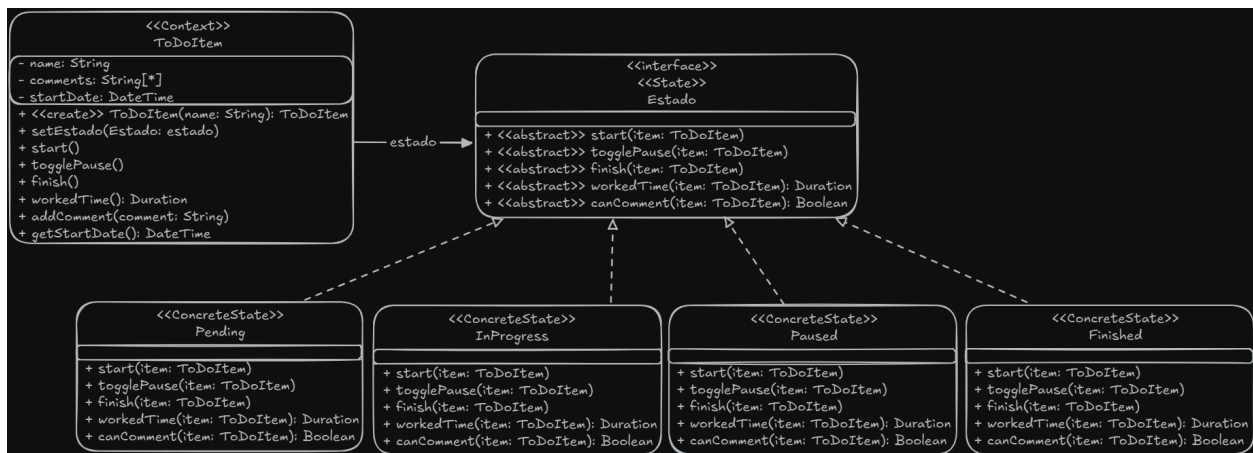 <<Context>>
ToDoItem
- name: String
- comments: String[*]
- startDate: DateTime
+ <<create>> ToDoItem(name: String): ToDoItem
+ setEstado(Estado: estado)
+ start()
+ togglePause()
+ finish()
+ workedTime(): Duration
+ addComment(comment: String)
+ getStartDate(): DateTime
estado
<<interface>>
<<State>>
Estado
+ <<abstract>> start(item: ToDoItem)
+ <<abstract>> togglePause(item: ToDoItem)
+ <<abstract>> finish(item: ToDoItem)
+ <<abstract>> workedTime(item: ToDoItem): Duration
+ <<abstract>> canComment(item: ToDoItem): Boolean
<<ConcreteState>>
Pending
+ start(item: ToDoItem)
+ togglePause(item: ToDoItem)
+ finish(item: ToDoItem)
+ workedTime(item: ToDoItem): Duration
+ canComment(item: ToDoItem): Boolean
<<ConcreteState>>
InProgress
+ start(item: ToDoItem)
+ togglePause(item: ToDoItem)
+ finish(item: ToDoItem)
+ workedTime(item: ToDoItem): Duration
+ canComment(item: ToDoItem): Boolean
<<ConcreteState>>
Paused
+ start(item: ToDoItem)
+ togglePause(item: ToDoItem)
+ finish(item: ToDoItem)
+ workedTime(item: ToDoItem): Duration
+ canComment(item: ToDoItem): Boolean
<<ConcreteState>>
Finished
+ start(item: ToDoItem)
+ togglePause(item: ToDoItem)
+ finish(item: ToDoItem)
+ workedTime(item: ToDoItem): Duration
+ canComment(item: ToDoItem): Boolean